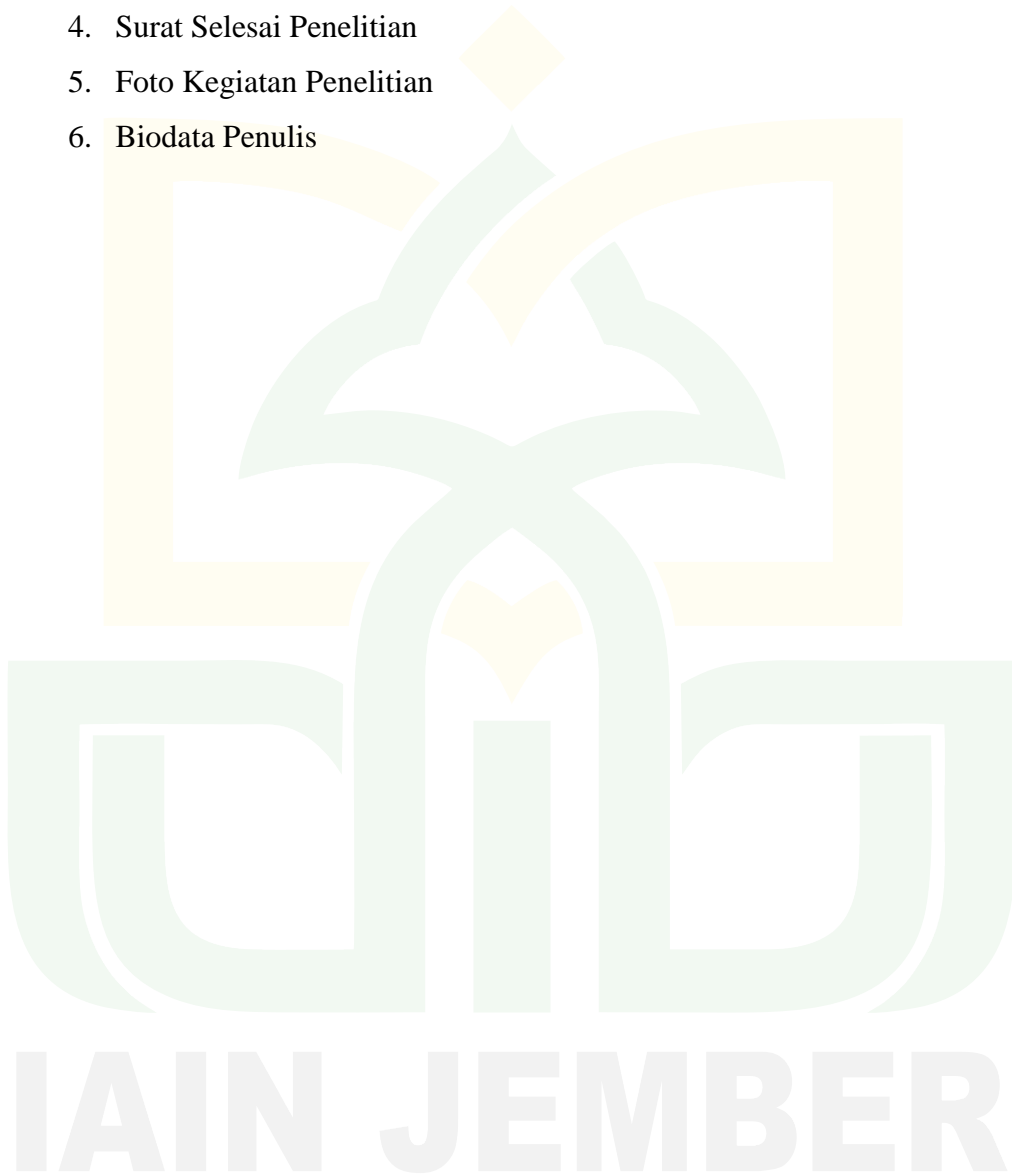 4. Surat Selesai Penelitian
5. Foto Kegiatan Penelitian
6. Biodata Penulis
IAIN JEMBER